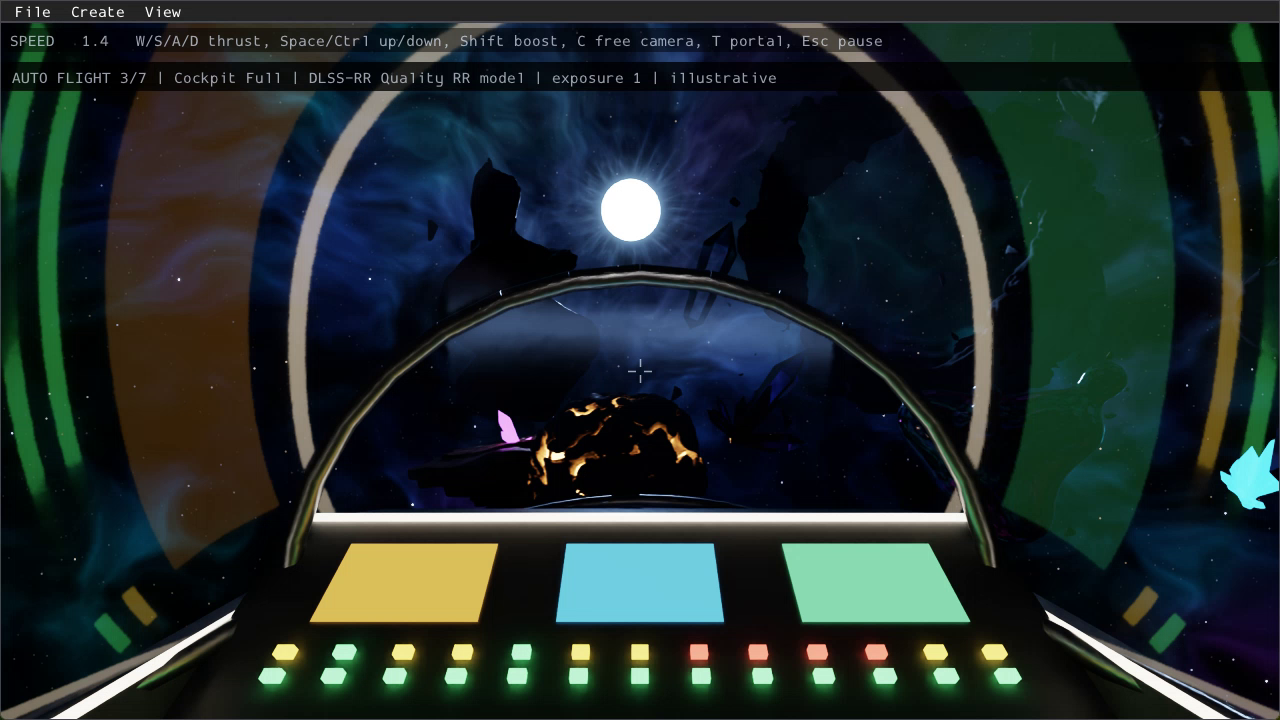 File Create View
SPEED 1.4 W/S/A/D thrust, Space/Ctrl up/down, Shift boost, C free camera, T portal, Esc pause
AUTO FLIGHT 3/7 | Cockpit Full | DLSS-RR Quality RR model | exposure 1 | illustrative